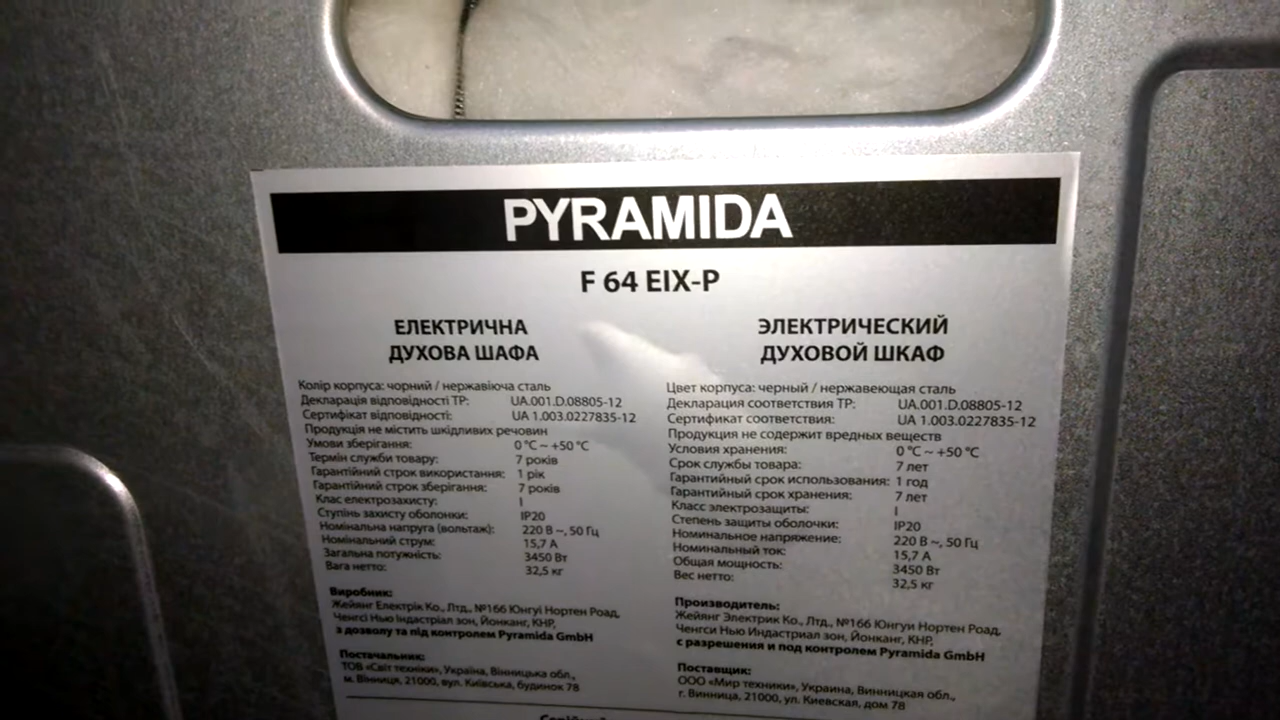 PYRAMIDA
F 64 EIX-P
ЕЛЕКТРИЧНА
ДУХОВА ШАФА
Колір корпуса: чорний / нержавіюча сталь
Декларація відповідності ТР: UA.001.D.08805-12
Сертифікат відповідності: UA 1.003.0227835-12
Продукція не містить шкідливих речовин
Умови зберігання: 0 °C ~ +50 °C
Термін служби товару: 7 років
Гарантійний строк використання: 1 рік
Гарантійний строк зберігання: 7 років
Клас електрозахисту: I
Ступінь захисту оболонки: IP20
Номінальна напруга (вольтаж): 220 В ~, 50 Гц
Номінальний струм: 15,7 А
Загальна потужність: 3450 Вт
Вага нетто: 32,5 кг
Виробник:
Жейянг Електрік Ко., Лтд., №166 Юнгуі Нортен Роад,
Ченгсі Нью Індастріал зон, Йонканг, КНР,
з дозволу та під контролем Pyramida GmbH
Постачальник:
ТОВ «Світ техніки», Україна, Вінницька обл.,
м. Вінниця, 21000, вул. Київська, будинок 78
ЭЛЕКТРИЧЕСКИЙ
ДУХОВОЙ ШКАФ
Цвет корпуса: черный / нержавеющая сталь
Декларация соответствия ТР: UA.001.D.08805-12
Сертификат соответствия: UA 1.003.0227835-12
Продукция не содержит вредных веществ
Условия хранения: 0 °C ~ +50 °C
Срок службы товара: 7 лет
Гарантийный срок использования: 1 год
Гарантийный срок хранения: 7 лет
Класс электрозащиты: I
Степень защиты оболочки: IP20
Номинальное напряжение: 220 В ~, 50 Гц
Номинальный ток: 15,7 А
Общая мощность: 3450 Вт
Вес нетто: 32,5 кг
Производитель:
Жейянг Электрик Ко., Лтд., №166 Юнгуи Нортен Роад,
Ченгси Нью Индастриал зон, Йонканг, КНР,
с разрешения и под контролем Pyramida GmbH
Поставщик:
ООО «Мир техники», Украина, Винницкая обл.,
г. Винница, 21000, ул. Киевская, дом 78